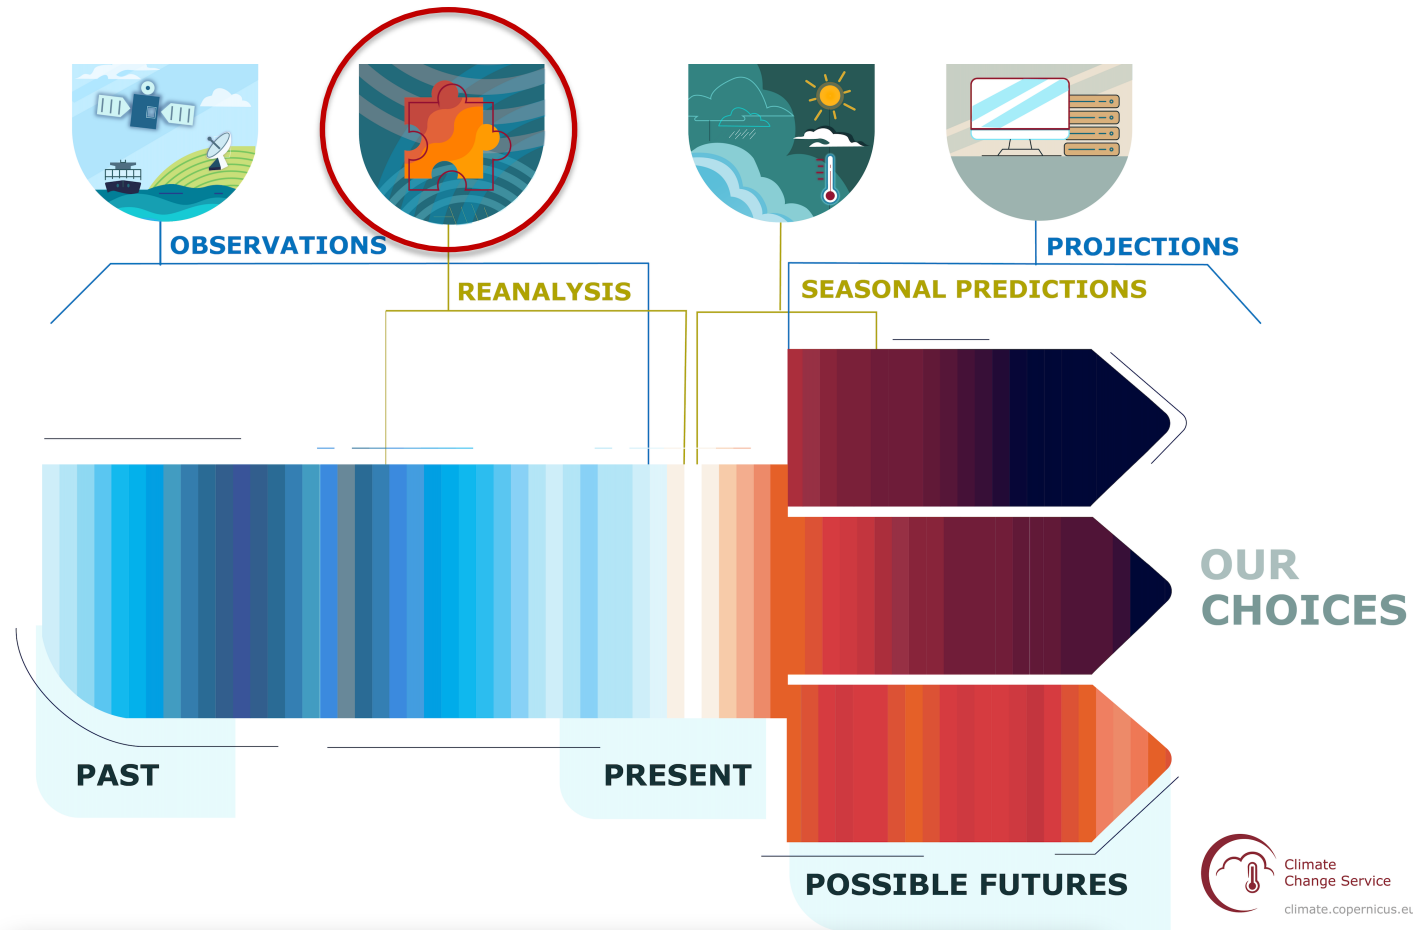 OBSERVATIONS
REANALYSIS
SEASONAL PREDICTIONS
PROJECTIONS
OUR
CHOICES
PAST
PRESENT
POSSIBLE FUTURES
Climate
Change Service
climate.copernicus.eu